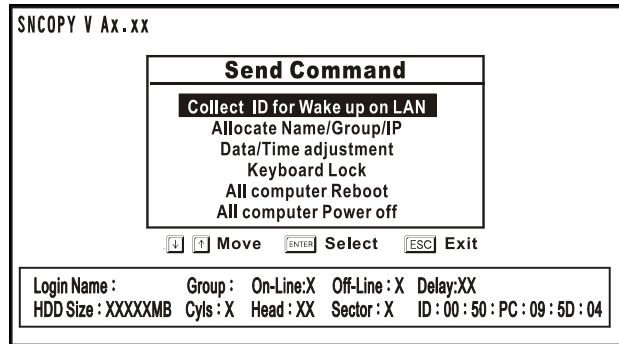 SNCOPY V Ax.xx
Send Command
Collect ID for Wake up on LAN
Allocate Name/Group/IP
Data/Time adjustment
Keyboard Lock
All computer Reboot
All computer Power off
↓ ↑ Move ENTER Select ESC Exit
Login Name : Group : On-Line:X Off-Line : X Delay:XX
HDD Size : XXXXXMB Cyls : X Head : XX Sector : X ID : 00 : 50 : PC : 09 : 5D : 04